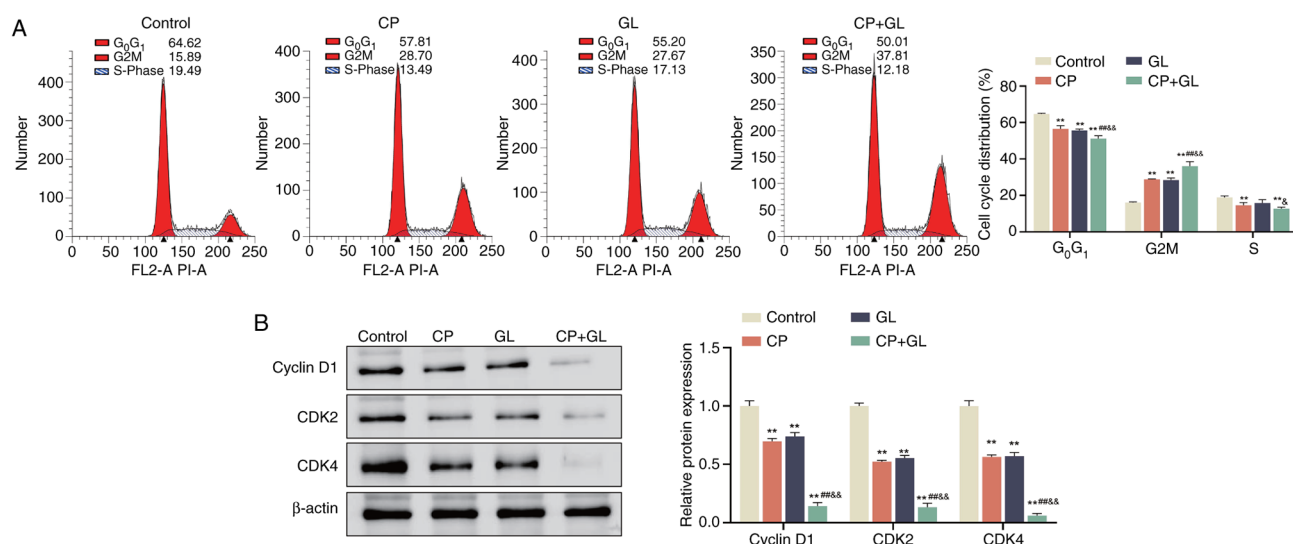 A
Control
G0G1 64.62
G2M 15.89
S-Phase 19.49
Number
400
300
200
100
0
0 50 100 150 200 250
FL2-A PI-A
CP
G0G1 57.81
G2M 28.70
S-Phase 13.49
Number
400
300
200
100
0
0 50 100 150 200 250
FL2-A PI-A
GL
G0G1 55.20
G2M 27.67
S-Phase 17.13
Number
400
300
200
100
0
0 50 100 150 200 250
FL2-A PI-A
CP+GL
G0G1 50.01
G2M 37.81
S-Phase 12.18
Number
350
300
250
200
150
100
50
0
0 50 100 150 200 250
FL2-A PI-A
Control GL
CP CP+GL
Cell cycle distribution (%)
80
60
40
20
0
** ** **##&&
** ** **##&&
** **&
G0G1 G2M S
B
Control CP GL CP+GL
Cyclin D1
CDK2
CDK4
β-actin
Control GL
CP CP+GL
Relative protein expression
1.5
1.0
0.5
0.0
** ** **##&&
** ** **##&&
** ** **##&&
Cyclin D1 CDK2 CDK4